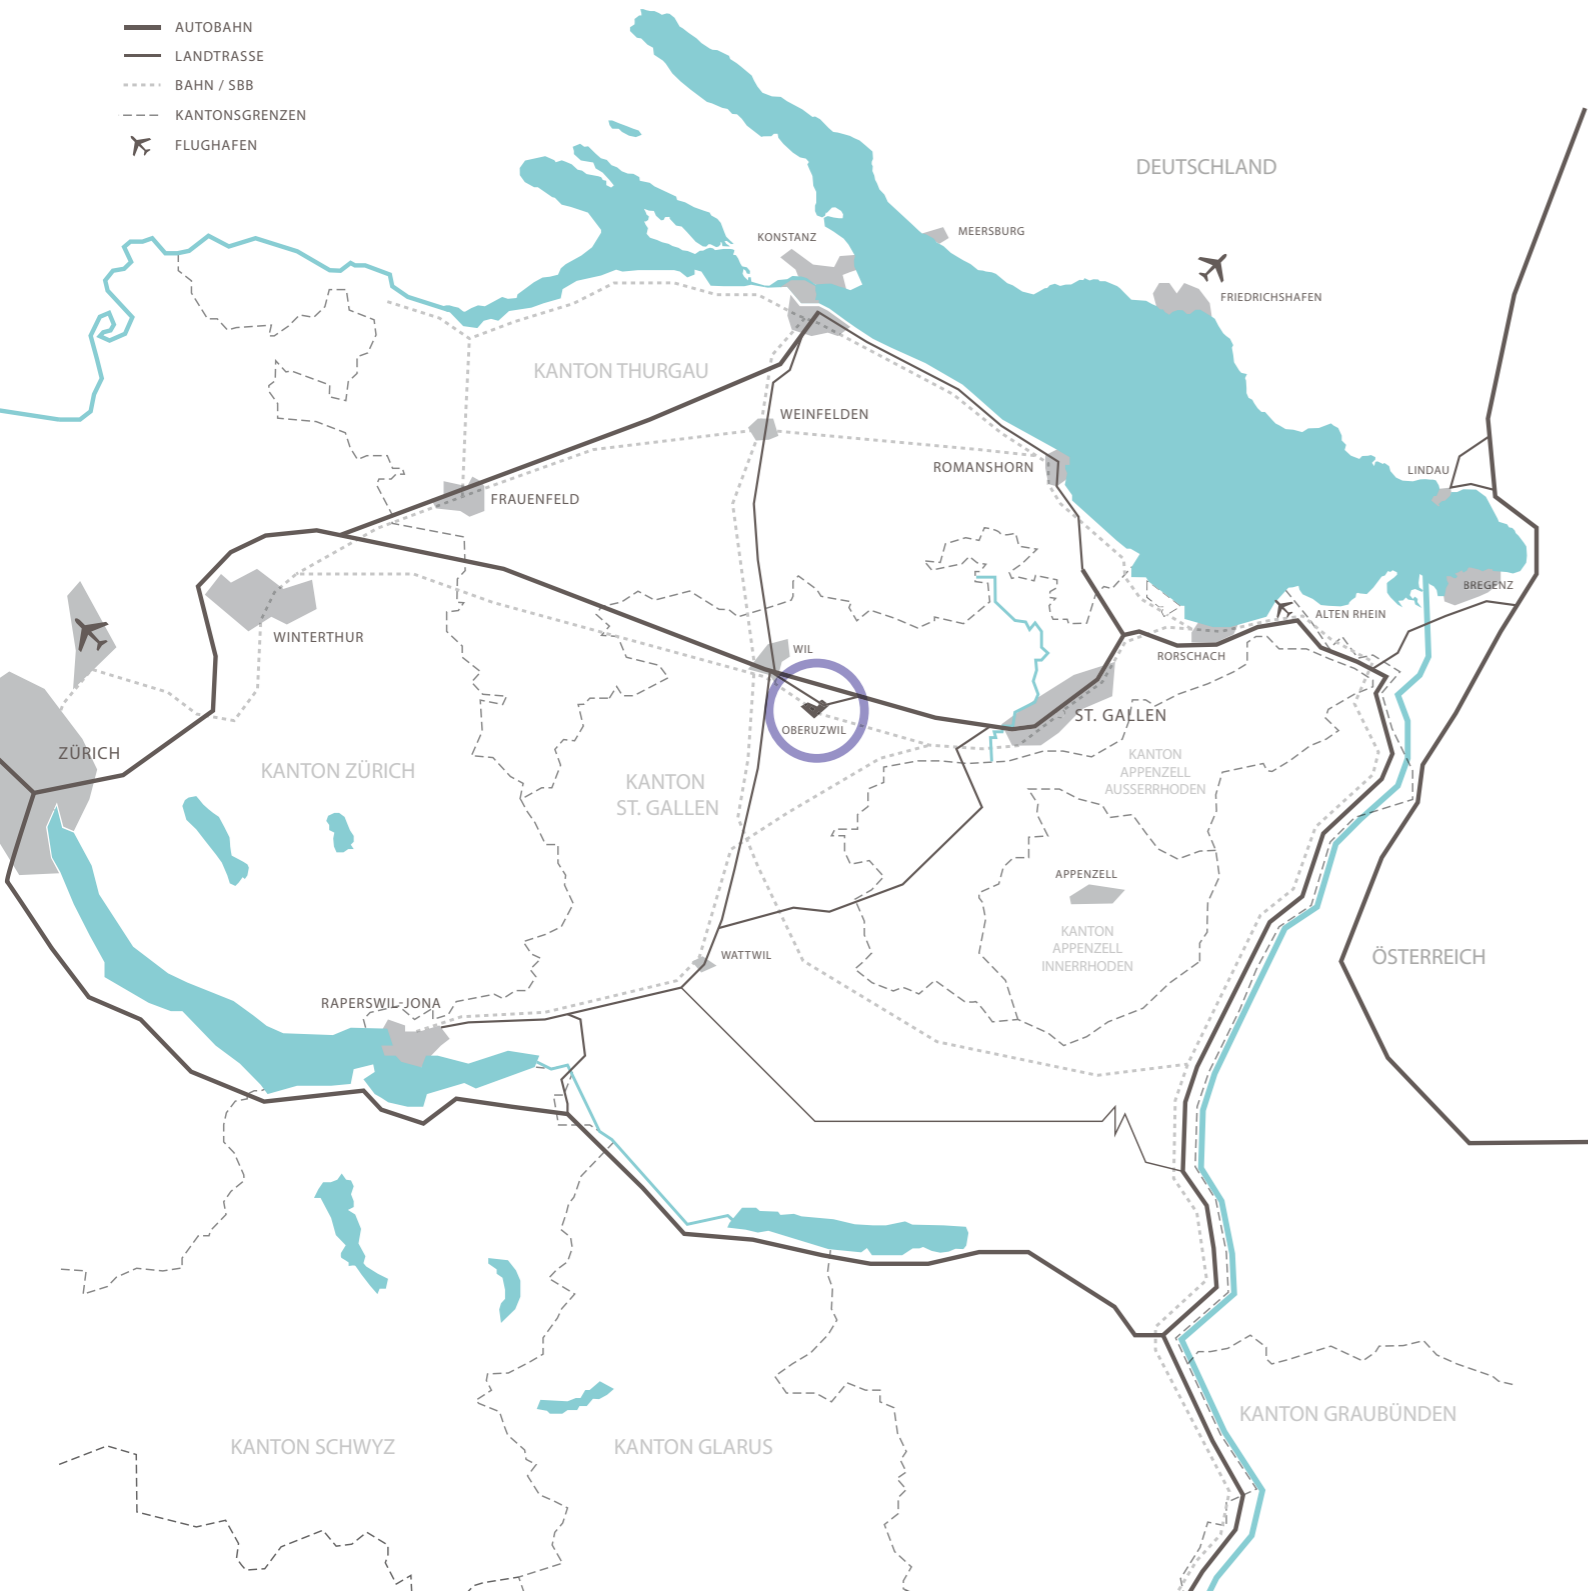 AUTOBAHN
LANDTRASSE
BAHN / SBB
KANTONSGRENZEN
FLUGHAFEN
DEUTSCHLAND
KONSTANZ
MEERSBURG
FRIEDRICHSHAFEN
KANTON THURGAU
WEINFELDEN
ROMANSHORN
LINDAU
FRAUENFELD
BREGENZ
ALTEN RHEIN
WINTERTHUR
WIL
RORSCHACH
ST. GALLEN
OBERUZWIL
ZÜRICH
KANTON ZÜRICH
KANTON
ST. GALLEN
KANTON
APPENZELL
AUSSERRHODEN
APPENZELL
KANTON
APPENZELL
INNERRHODEN
WATTWIL
ÖSTERREICH
RAPERSWIL-JONA
KANTON GRAUBÜNDEN
KANTON SCHWYZ
KANTON GLARUS